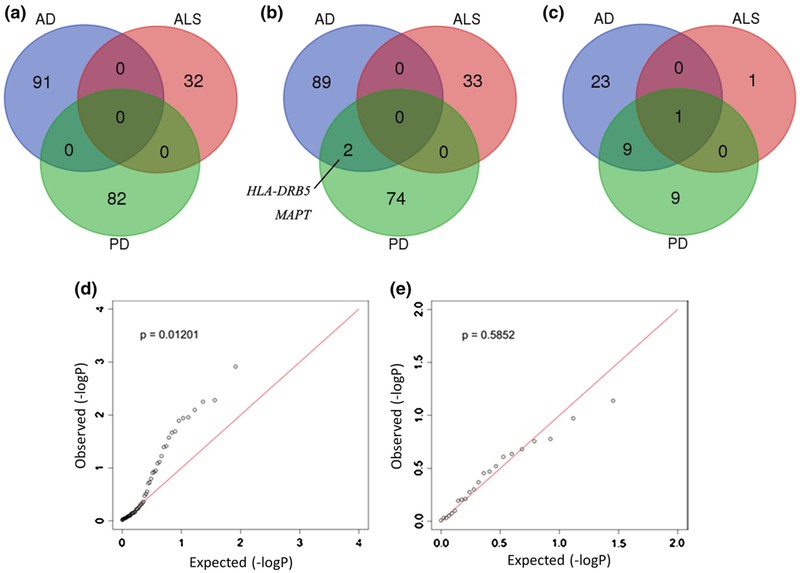 (a)
AD
ALS
91
0
32
0
0
0
82
PD
(b)
AD
ALS
89
0
33
0
2
0
HLA-DRB5
MAPT
74
PD
(c)
AD
ALS
23
0
1
1
9
0
9
PD
(d)
p = 0.01201
Observed (-logP)
4
3
2
1
0
0 1 2 3 4
Expected (-logP)
(e)
p = 0.5852
Observed (-logP)
2.0
1.5
1.0
0.5
0.0
0.0 0.5 1.0 1.5 2.0
Expected (-logP)